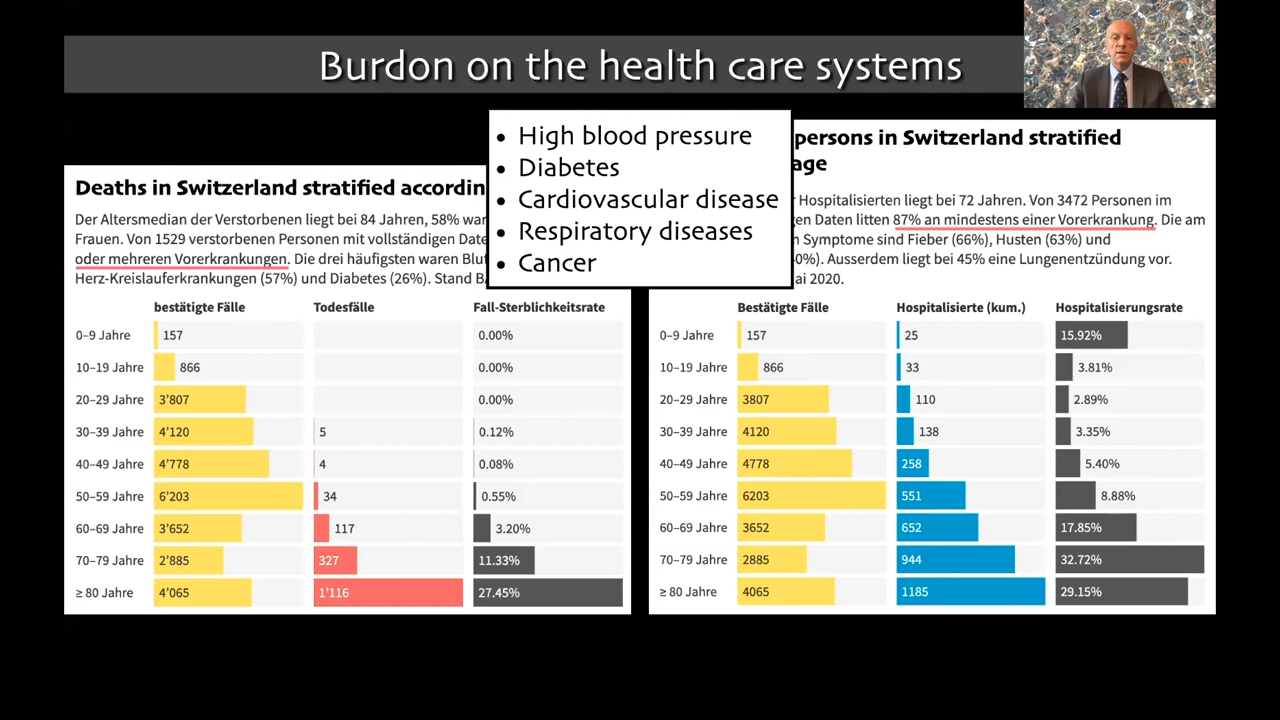 Burdon on the health care systems
High blood pressure
Diabetes
Cardiovascular disease
Respiratory diseases
Cancer
Deaths in Switzerland stratified accordin
Der Altersmedian der Verstorbenen liegt bei 84 Jahren, 58% war
Frauen. Von 1529 verstorbenen Personen mit vollständigen Date
oder mehreren Vorerkrankungen. Die drei häufigsten waren Blu
Herz-Kreislauferkrankungen (57%) und Diabetes (26%). Stand B
bestätigte Fälle Todesfälle Fall-Sterblichkeitsrate
0–9 Jahre 157 0.00%
10–19 Jahre 866 0.00%
20–29 Jahre 3'807 0.00%
30–39 Jahre 4'120 5 0.12%
40–49 Jahre 4'778 4 0.08%
50–59 Jahre 6'203 34 0.55%
60–69 Jahre 3'652 117 3.20%
70–79 Jahre 2'885 327 11.33%
≥ 80 Jahre 4'065 1'116 27.45%
persons in Switzerland stratified
age
Hospitalisierten liegt bei 72 Jahren. Von 3472 Personen im
gen Daten litten 87% an mindestens einer Vorerkrankung. Die am
n Symptome sind Fieber (66%), Husten (63%) und
0%). Ausserdem liegt bei 45% eine Lungenentzündung vor.
ai 2020.
Bestätigte Fälle Hospitalisierte (kum.) Hospitalisierungsrate
0–9 Jahre 157 25 15.92%
10–19 Jahre 866 33 3.81%
20–29 Jahre 3807 110 2.89%
30–39 Jahre 4120 138 3.35%
40–49 Jahre 4778 258 5.40%
50–59 Jahre 6203 551 8.88%
60–69 Jahre 3652 652 17.85%
70–79 Jahre 2885 944 32.72%
≥ 80 Jahre 4065 1185 29.15%